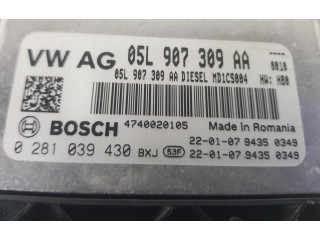 VW AG 05L 907 309 AA
05L 907 309 AA DIESEL MD1CS004 0010
HW: H80
Made in Romania
BOSCH 4740020105
22-01-07 9435 0349
0 281 039 430 BXJ 53F 22-01-07 9435 0349